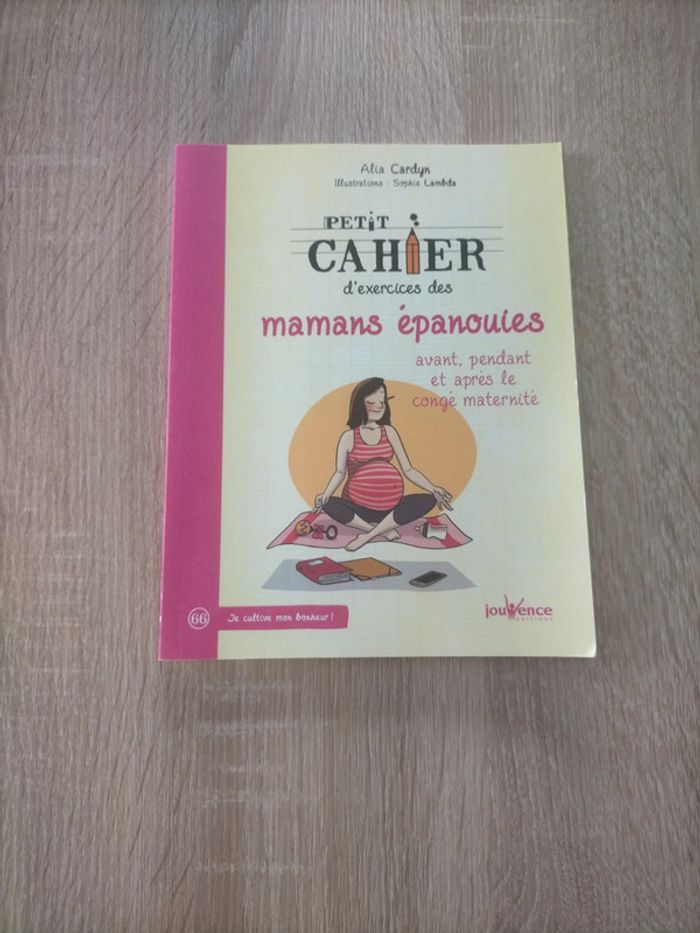 Alia Cardyn
Illustrations : Sophie Lambda
PETiT
CAHIER
d'exercices des
mamans épanouies
avant, pendant
et après le
congé maternité
66 Je cultive mon bonheur !
jouVence
EDITIONS